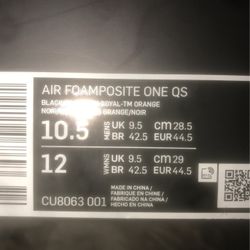 AIR FOAMPOSITE ONE QS
BLACK ROYAL-TM ORANGE
ORANGE/NOIR
10.5 MENS UK 9.5 CM 28.5
BR 42.5 EUR 44.5
12 WMNS UK 9.5 CM 29
BR 42.5 EUR 44.5
CU8063 001
MADE IN CHINA /
FABRIQUE EN CHINE /
FABRICADO NA CHINA /
HECHO EN CHINA